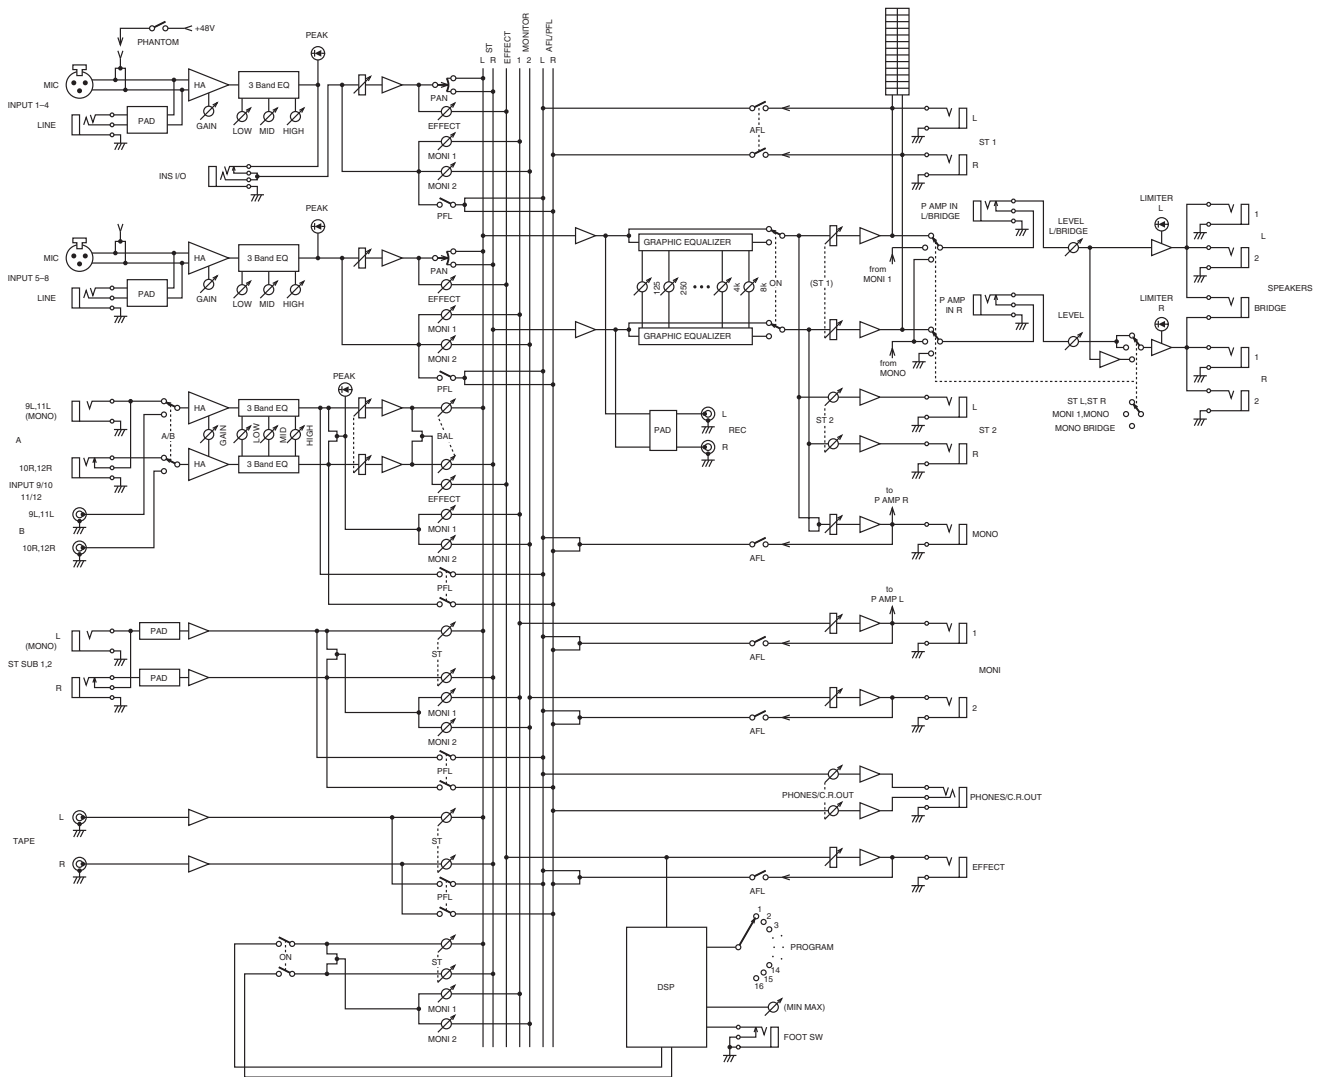 +48V
PHANTOM
PEAK
MIC
HA
3 Band EQ
INPUT 1–4
LINE
PAD
GAIN
LOW
MID
HIGH
INS I/O
PAN
EFFECT
MONI 1
MONI 2
PFL
L
R
ST
EFFECT
1
2
MONITOR
L
R
AFL/PFL
AFL
L
ST 1
R
PEAK
MIC
HA
3 Band EQ
INPUT 5–8
LINE
PAD
GAIN
LOW
MID
HIGH
PAN
EFFECT
MONI 1
MONI 2
PFL
GRAPHIC EQUALIZER
125
250
4k
8k
ON
GRAPHIC EQUALIZER
(ST 1)
from
MONI 1
from
MONO
P AMP IN
L/BRIDGE
P AMP
IN R
LEVEL
L/BRIDGE
LEVEL
LIMITER
L
LIMITER
R
1
L
2
SPEAKERS
BRIDGE
1
R
2
ST L,ST R
MONI 1,MONO
MONO BRIDGE
PEAK
9L,11L
(MONO)
A
10R,12R
INPUT 9/10
11/12
9L,11L
B
10R,12R
A/B
HA
3 Band EQ
GAIN
LOW
MID
HIGH
HA
3 Band EQ
BAL
EFFECT
MONI 1
MONI 2
PFL
PAD
L
REC
R
ST 2
L
ST 2
R
to
P AMP R
MONO
AFL
L
(MONO)
ST SUB 1,2
R
PAD
PAD
ST
MONI 1
MONI 2
PFL
to
P AMP L
1
AFL
MONI
2
AFL
PHONES/C.R.OUT
PHONES/C.R.OUT
L
TAPE
R
ST
PFL
EFFECT
AFL
ON
ST
MONI 1
MONI 2
DSP
1
2
3
PROGRAM
14
15
16
(MIN MAX)
FOOT SW